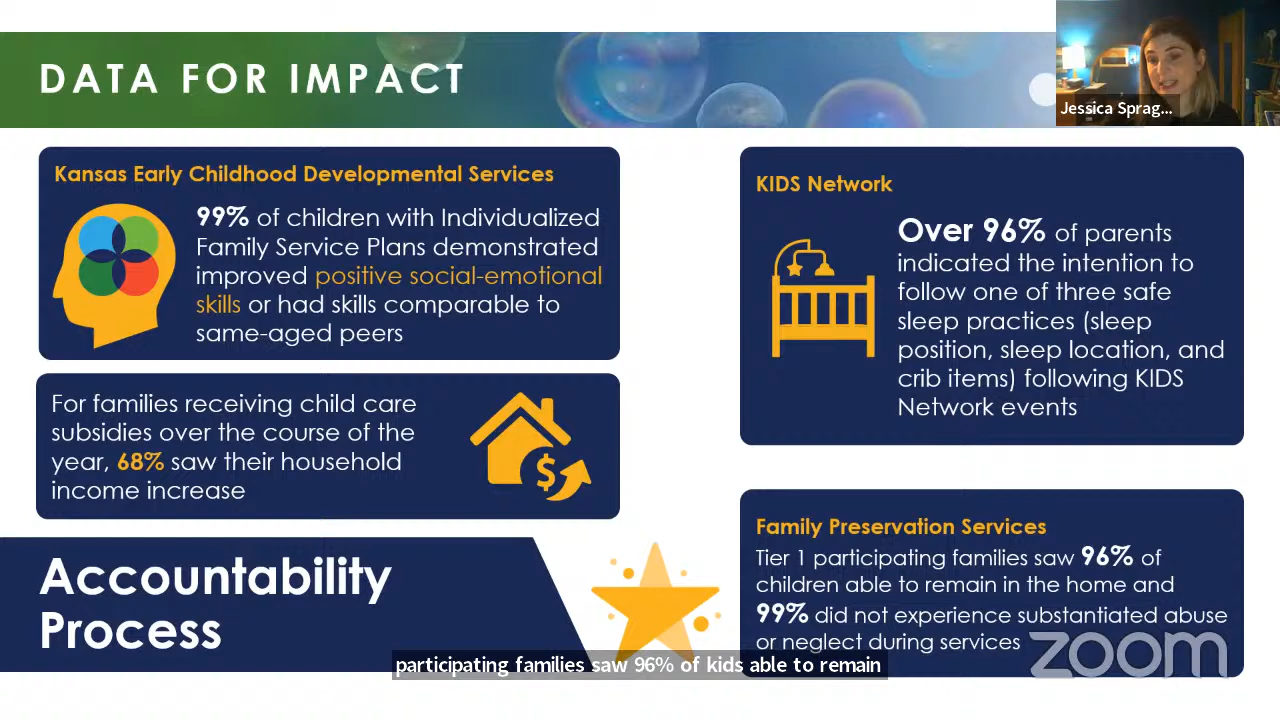 DATA FOR IMPACT
Jessica Sprag...
Kansas Early Childhood Developmental Services
99% of children with Individualized
Family Service Plans demonstrated
improved positive social-emotional
skills or had skills comparable to
same-aged peers
For families receiving child care
subsidies over the course of the
year, 68% saw their household
income increase
$
KIDS Network
Over 96% of parents
indicated the intention to
follow one of three safe
sleep practices (sleep
position, sleep location, and
crib items) following KIDS
Network events
Accountability
Process
Family Preservation Services
Tier 1 participating families saw 96% of
children able to remain in the home and
99% did not experience substantiated abuse
or neglect during services
zoom
participating families saw 96% of kids able to remain